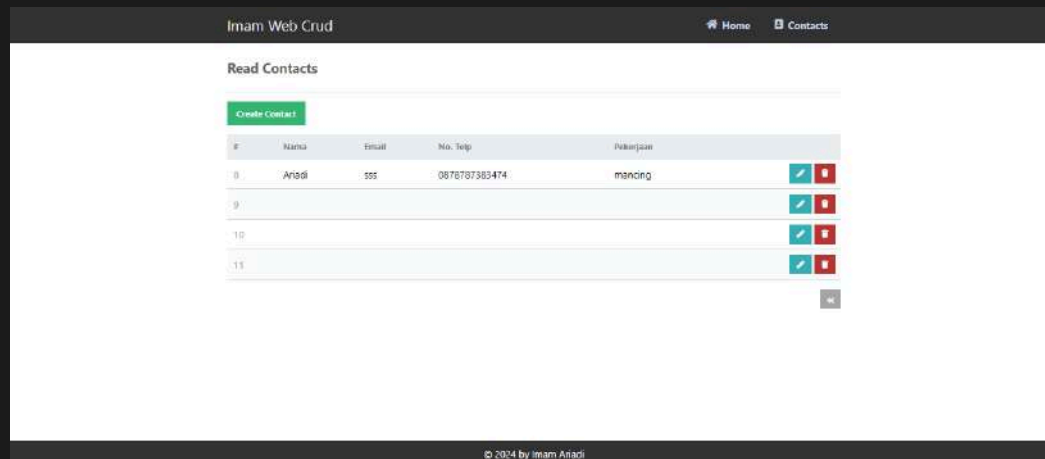 Imam Web Crud Home Contacts
Read Contacts
Create Contact
# Nama Email No. Telp Pekerjaan
8 Ariadi sss 0878787383474 mancing
9
10
11
© 2024 by Imam Ariadi